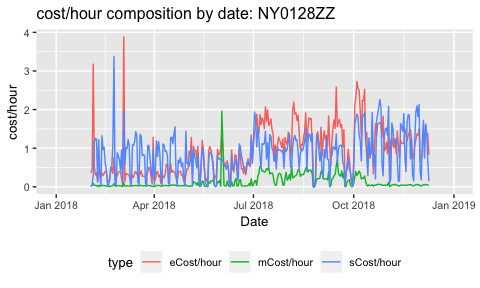 cost/hour composition by date: NY0128ZZ
cost/hour
4
3
2
1
0
Jan 2018 Apr 2018 Jul 2018 Oct 2018 Jan 2019
Date
type eCost/hour mCost/hour sCost/hour